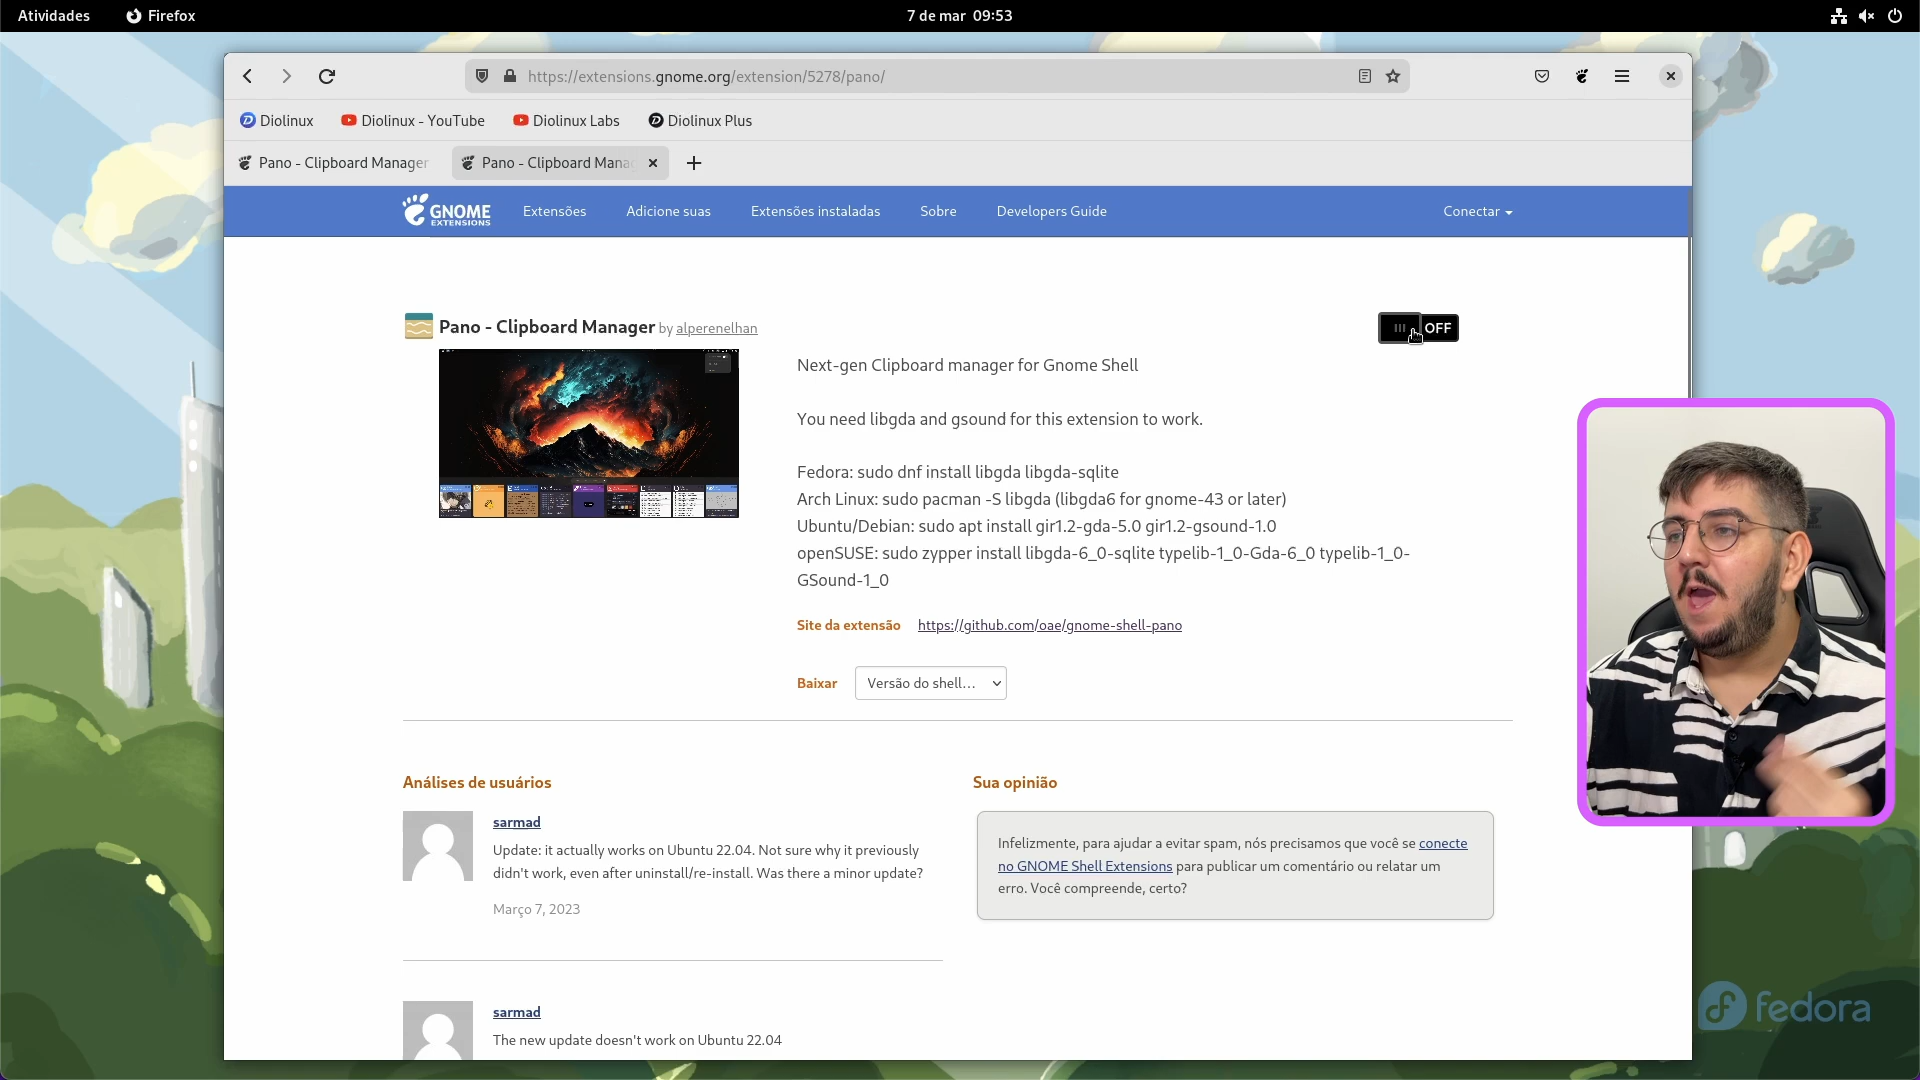 Atividades
Firefox
7 de mar 09:53
https://extensions.gnome.org/extension/5278/pano/
Diolinux
Diolinux - YouTube
Diolinux Labs
Diolinux Plus
Pano - Clipboard Manager
Pano - Clipboard Mana
GNOME
EXTENSIONS
Extensões
Adicione suas
Extensões instaladas
Sobre
Developers Guide
Conectar
Pano - Clipboard Manager by alperenelhan
OFF
Next-gen Clipboard manager for Gnome Shell
You need libgda and gsound for this extension to work.
Fedora: sudo dnf install libgda libgda-sqlite
Arch Linux: sudo pacman -S libgda (libgda6 for gnome-43 or later)
Ubuntu/Debian: sudo apt install gir1.2-gda-5.0 gir1.2-gsound-1.0
openSUSE: sudo zypper install libgda-6_0-sqlite typelib-1_0-Gda-6_0 typelib-1_0-
GSound-1_0
Site da extensão https://github.com/oae/gnome-shell-pano
Baixar Versão do shell...
Análises de usuários
sarmad
Update: it actually works on Ubuntu 22.04. Not sure why it previously
didn't work, even after uninstall/re-install. Was there a minor update?
Março 7, 2023
sarmad
The new update doesn't work on Ubuntu 22.04
Sua opinião
Infelizmente, para ajudar a evitar spam, nós precisamos que você se conecte
no GNOME Shell Extensions para publicar um comentário ou relatar um
erro. Você compreende, certo?
fedora